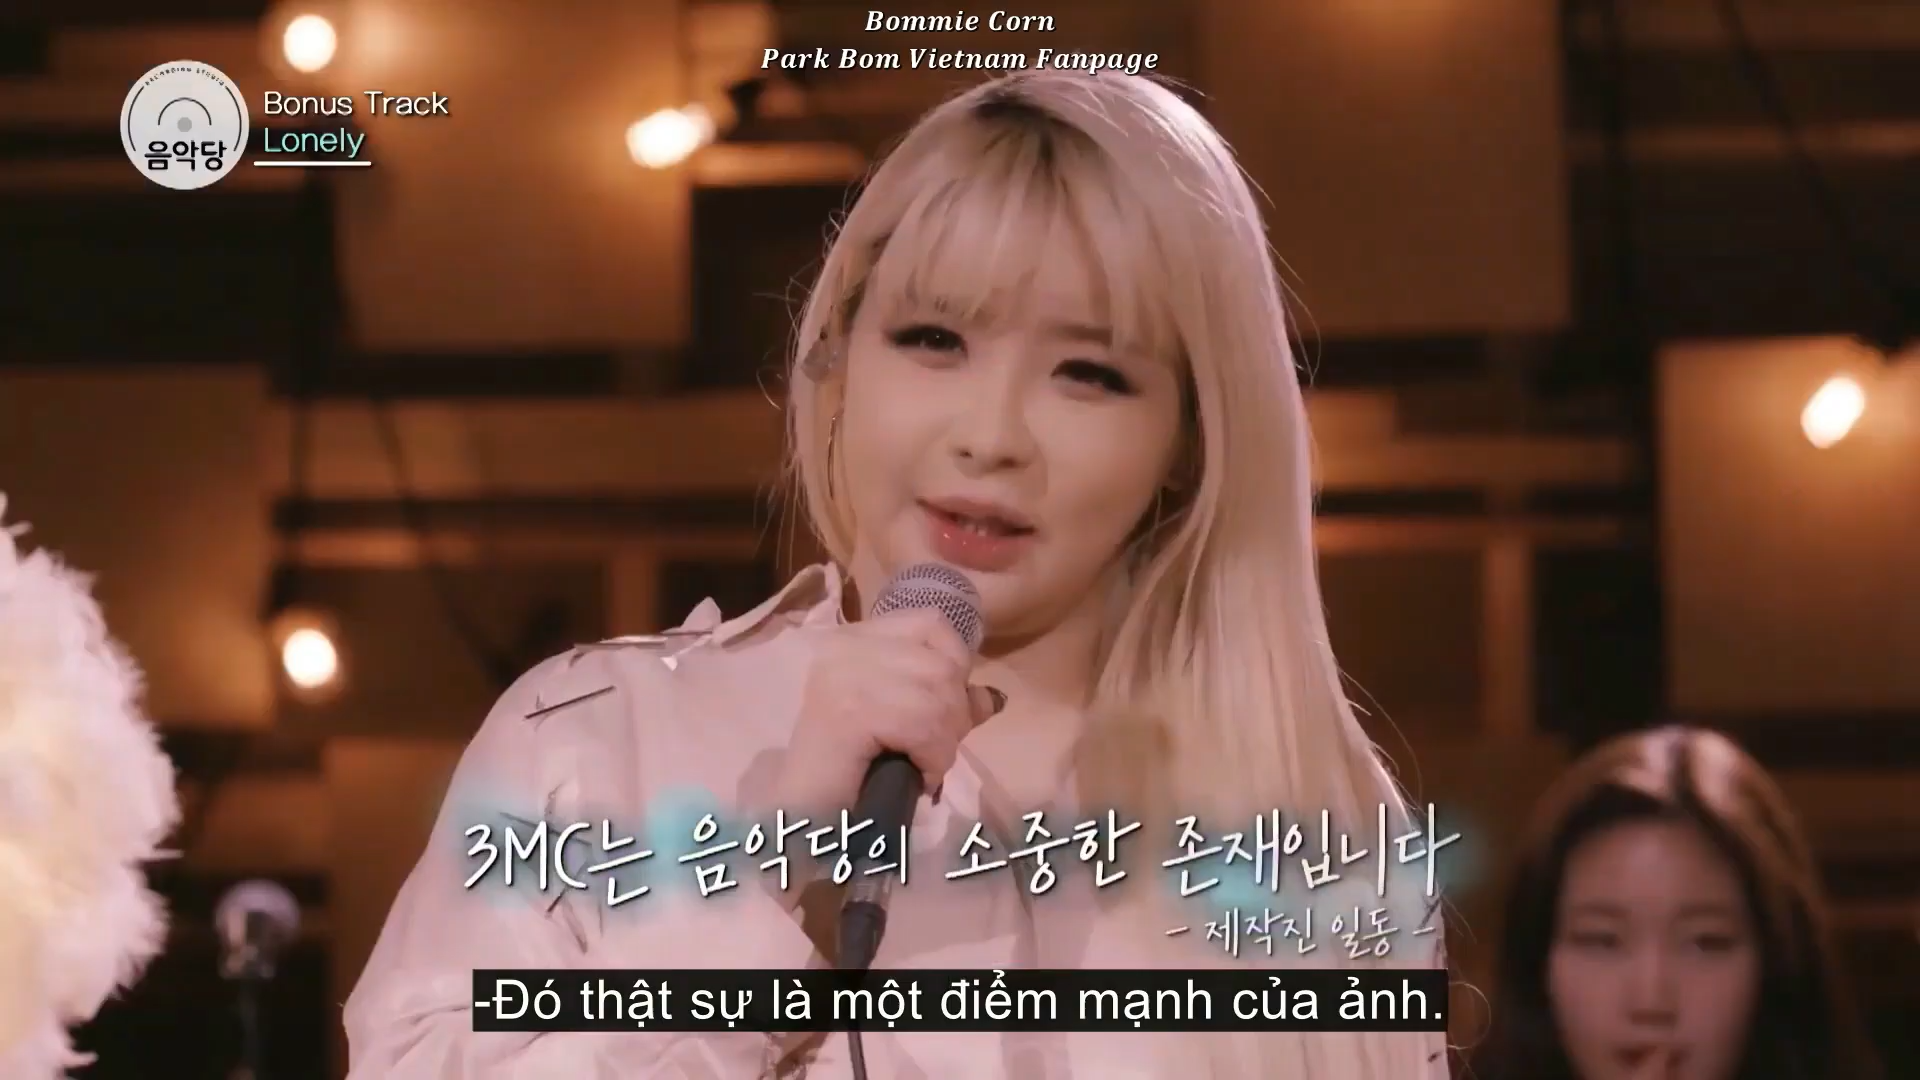 Bommie Corn
Park Bom Vietnam Fanpage
Bonus Track
Lonely
음악당
3MC는 음악당의 소중한 존재입니다
- 제작진 일동 -
-Đó thật sự là một điểm mạnh của ảnh.